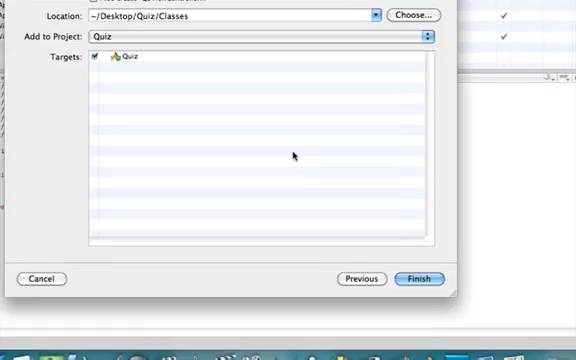 Location: ~/Desktop/Quiz/Classes Choose...
Add to Project: Quiz
Targets: Quiz
Cancel Previous Finish